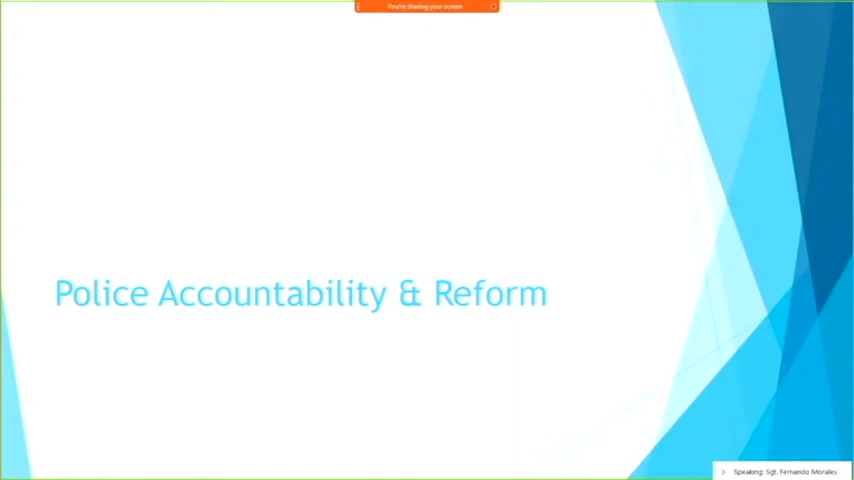 You're sharing your screen
Police Accountability & Reform
Speaking: Sgt. Fernando Morales